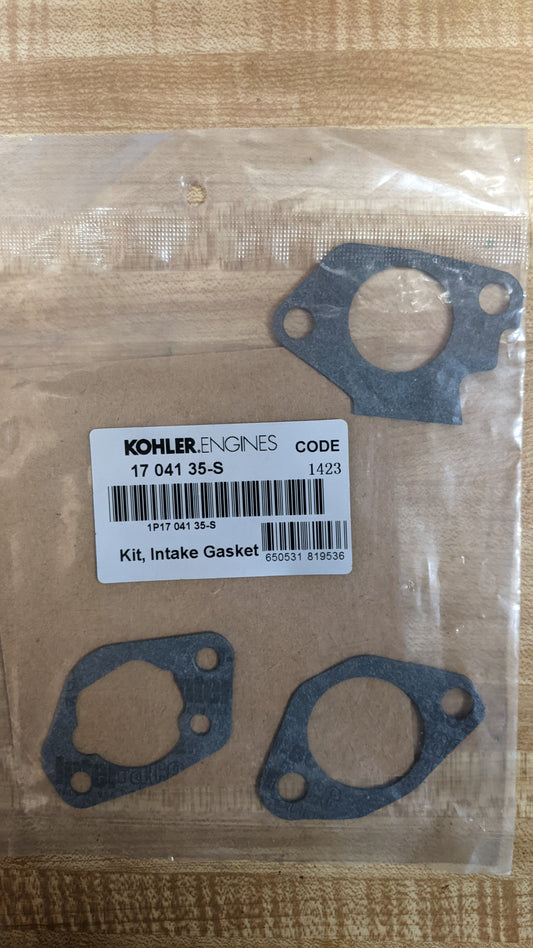 KOHLER.ENGINES CODE
17 041 35-S 1423
1P17 041 35-S
Kit, Intake Gasket
650531 819536